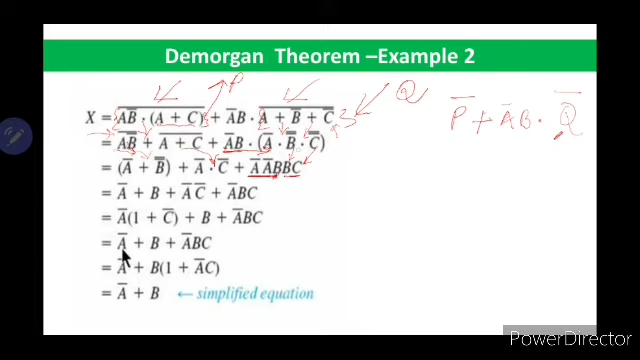 Demorgan Theorem –Example 2
P
Q
X = A̅B̅̅ ̅·̅ ̅(̅A̅ ̅+̅ ̅C̅)̅ + A̅B · A̅ ̅+̅ ̅B̅̅ ̅+̅ ̅C̅̅
P̅ + A̅B · Q̅
= A̅B̅̅ + A̅ ̅+̅ ̅C̅ + A̅B · (A̅ · B̅̅ · C̅̅)
= (A̅ + B̅̅) + A̅ · C̅ + A̅A̅BBC
= A̅ + B + A̅C̅ + A̅BC
= A̅(1 + C̅) + B + A̅BC
= A̅ + B + A̅BC
= A̅ + B(1 + A̅C)
= A̅ + B ← simplified equation
PowerDirector